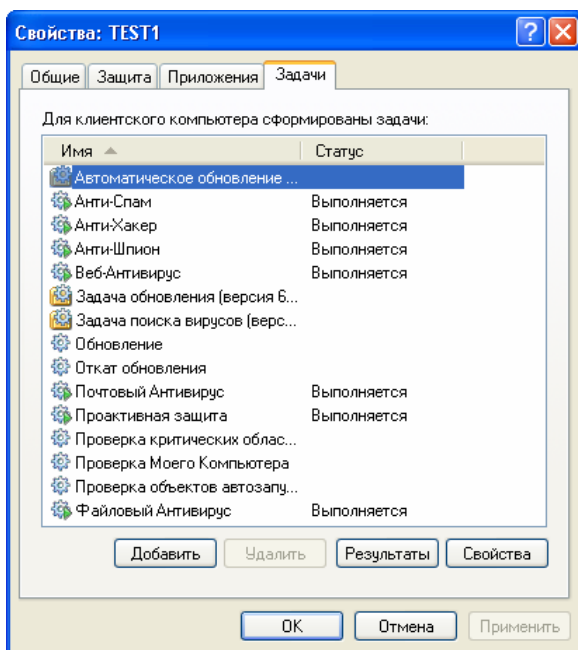 Свойства: TEST1
Общие Защита Приложения Задачи
Для клиентского компьютера сформированы задачи:
Имя Статус
Автоматическое обновление ...
Анти-Спам Выполняется
Анти-Хакер Выполняется
Анти-Шпион Выполняется
Веб-Антивирус Выполняется
Задача обновления (версия 6...
Задача поиска вирусов (верс...
Обновление
Откат обновления
Почтовый Антивирус Выполняется
Проактивная защита Выполняется
Проверка критических облас...
Проверка Моего Компьютера
Проверка объектов автозапу...
Файловый Антивирус Выполняется
Добавить Удалить Результаты Свойства
ОК Отмена Применить